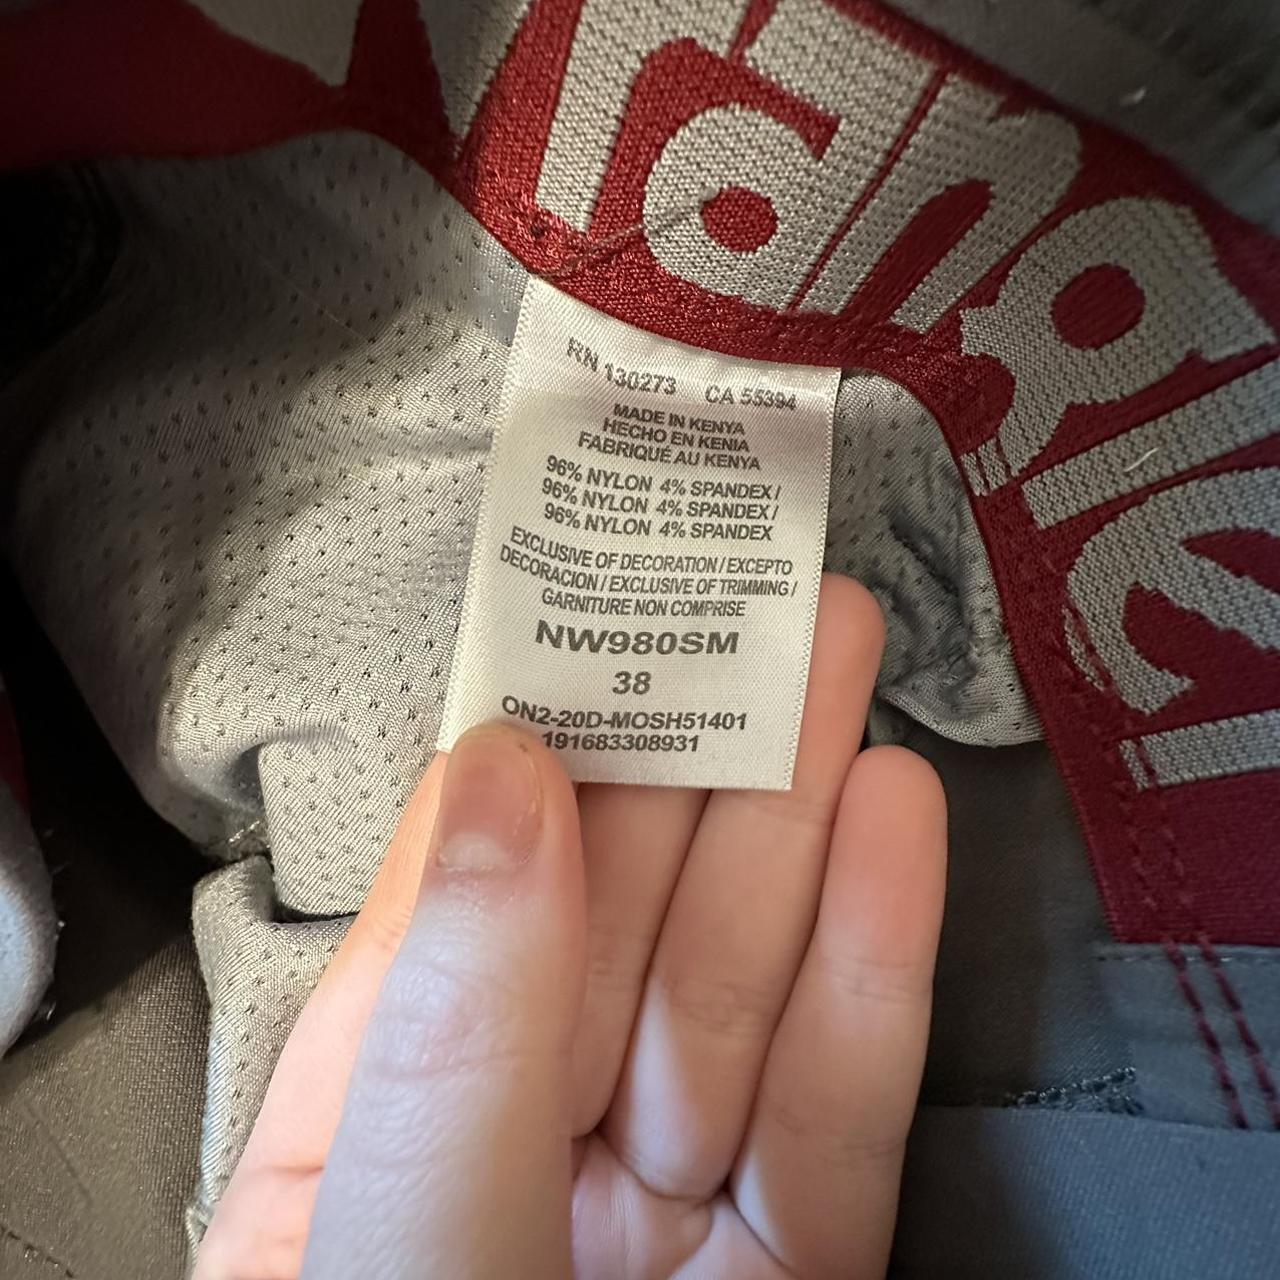 rangler
RN 130273 CA 55394
MADE IN KENYA
HECHO EN KENIA
FABRIQUÉ AU KENYA
96% NYLON 4% SPANDEX /
96% NYLON 4% SPANDEX /
96% NYLON 4% SPANDEX
EXCLUSIVE OF DECORATION / EXCEPTO
DECORACION / EXCLUSIVE OF TRIMMING /
GARNITURE NON COMPRISE
NW980SM
38
ON2-20D-MOSH51401
191683308931